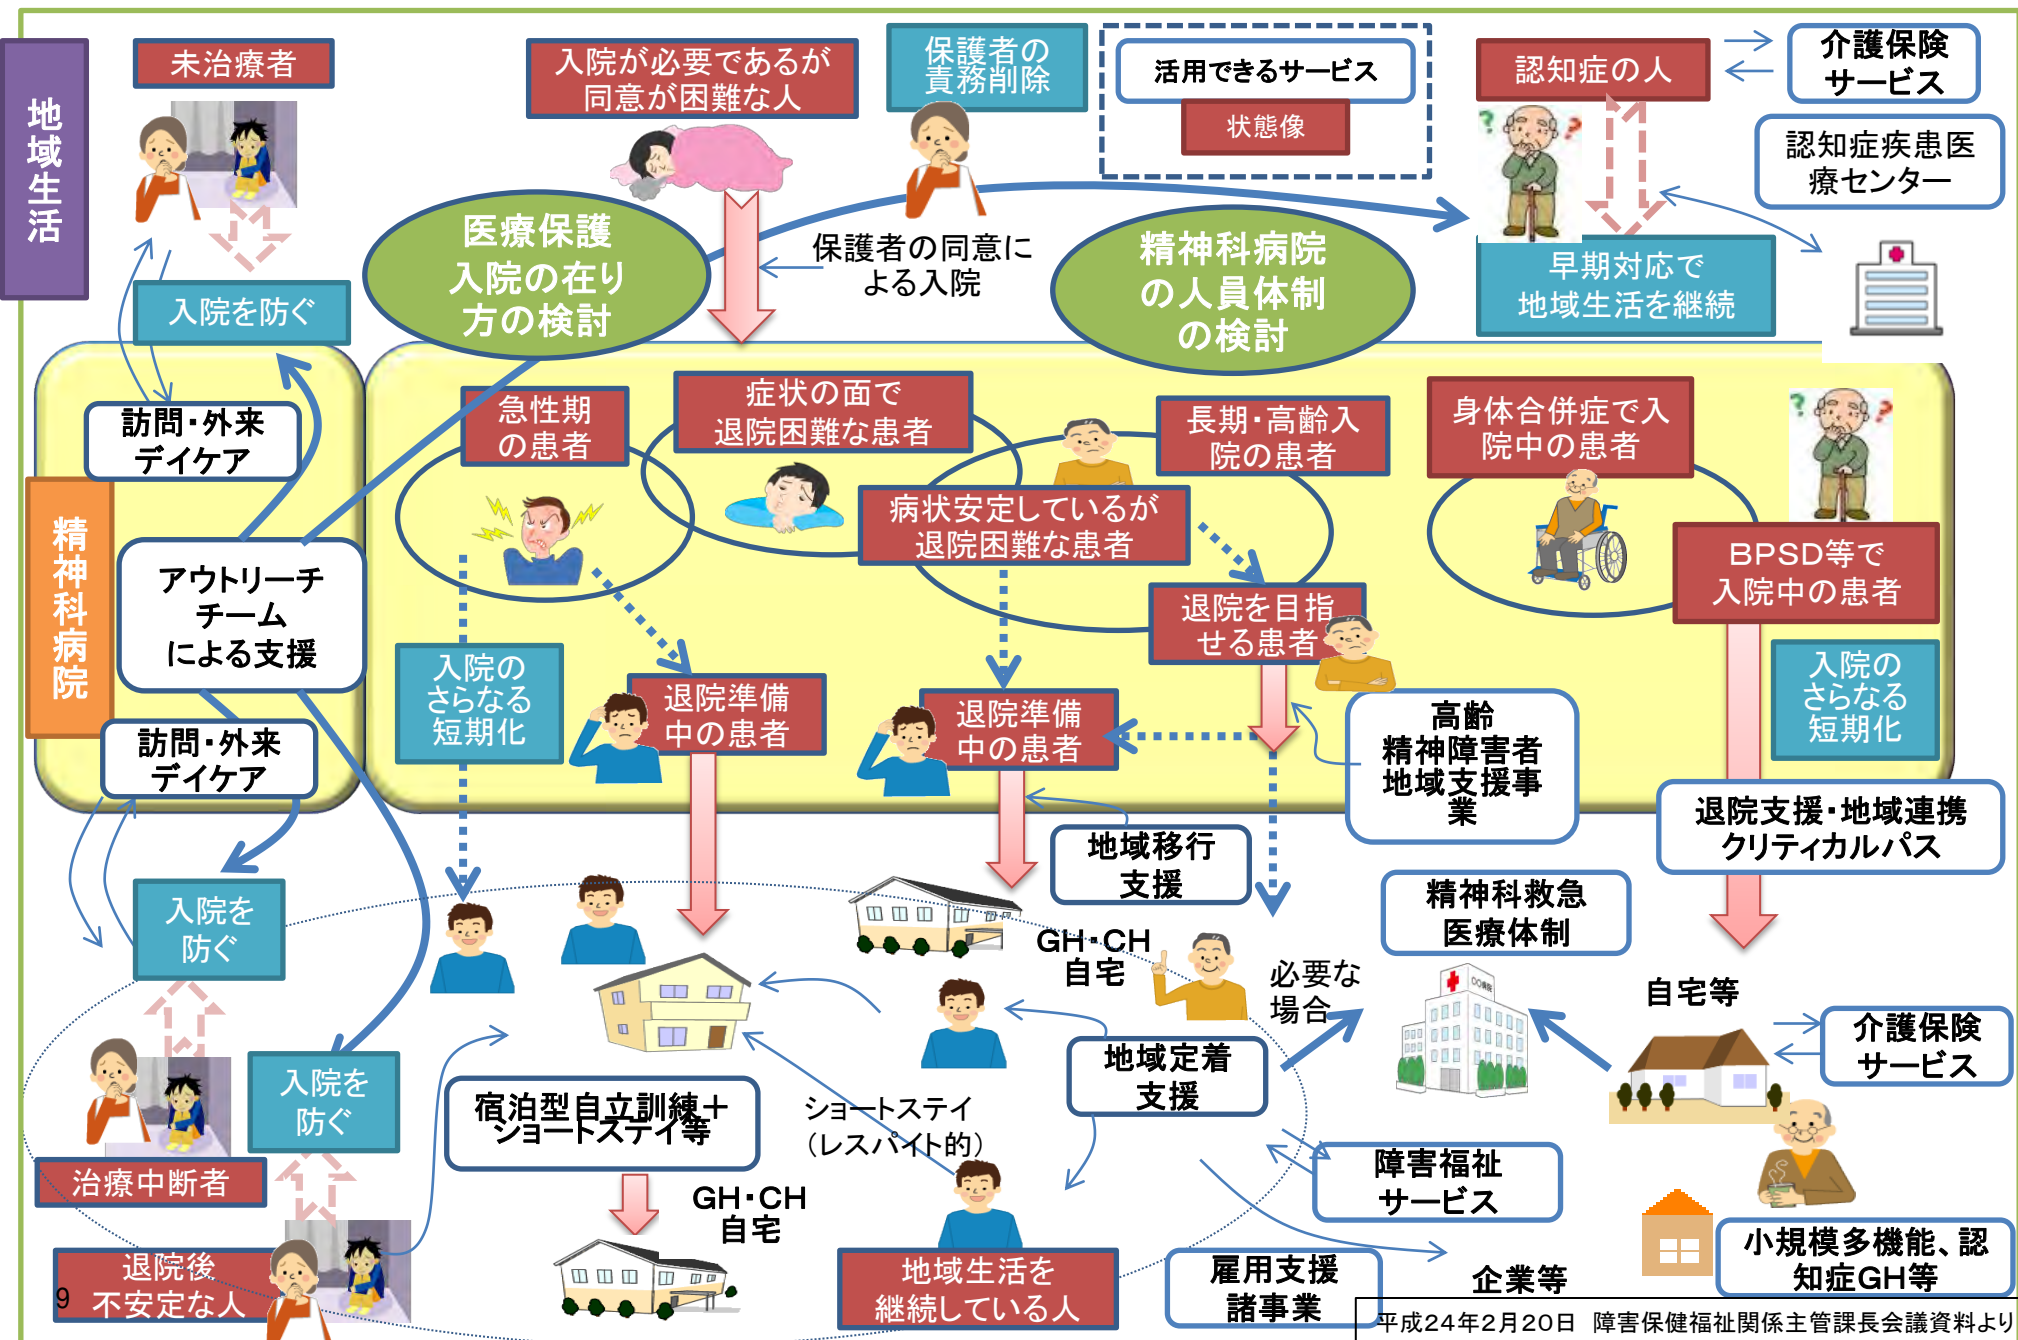 地域生活
未治療者
入院が必要であるが
同意が困難な人
保護者の
責務削除
活用できるサービス
状態像
認知症の人
介護保険
サービス
認知症疾患医
療センター
医療保護
入院の在り
方の検討
保護者の同意に
よる入院
精神科病院
の人員体制
の検討
早期対応で
地域生活を継続
入院を防ぐ
訪問・外来
デイケア
急性期
の患者
症状の面で
退院困難な患者
長期・高齢入
院の患者
身体合併症で入
院中の患者
病状安定しているが
退院困難な患者
精神科病院
アウトリーチ
チーム
による支援
BPSD等で
入院中の患者
退院を目指
せる患者
入院の
さらなる
短期化
退院準備
中の患者
退院準備
中の患者
高齢
精神障害者
地域支援事
業
入院の
さらなる
短期化
訪問・外来
デイケア
退院支援・地域連携
クリティカルパス
地域移行
支援
精神科救急
医療体制
入院を
防ぐ
GH・CH
自宅
必要な
場合
〇〇病院
自宅等
介護保険
サービス
入院を
防ぐ
地域定着
支援
宿泊型自立訓練＋
ショートステイ等
ショートステイ
（レスパイト的）
治療中断者
障害福祉
サービス
GH・CH
自宅
退院後
不安定な人
地域生活を
継続している人
雇用支援
諸事業
企業等
小規模多機能、認
知症GH等
9
平成24年2月20日 障害保健福祉関係主管課長会議資料より